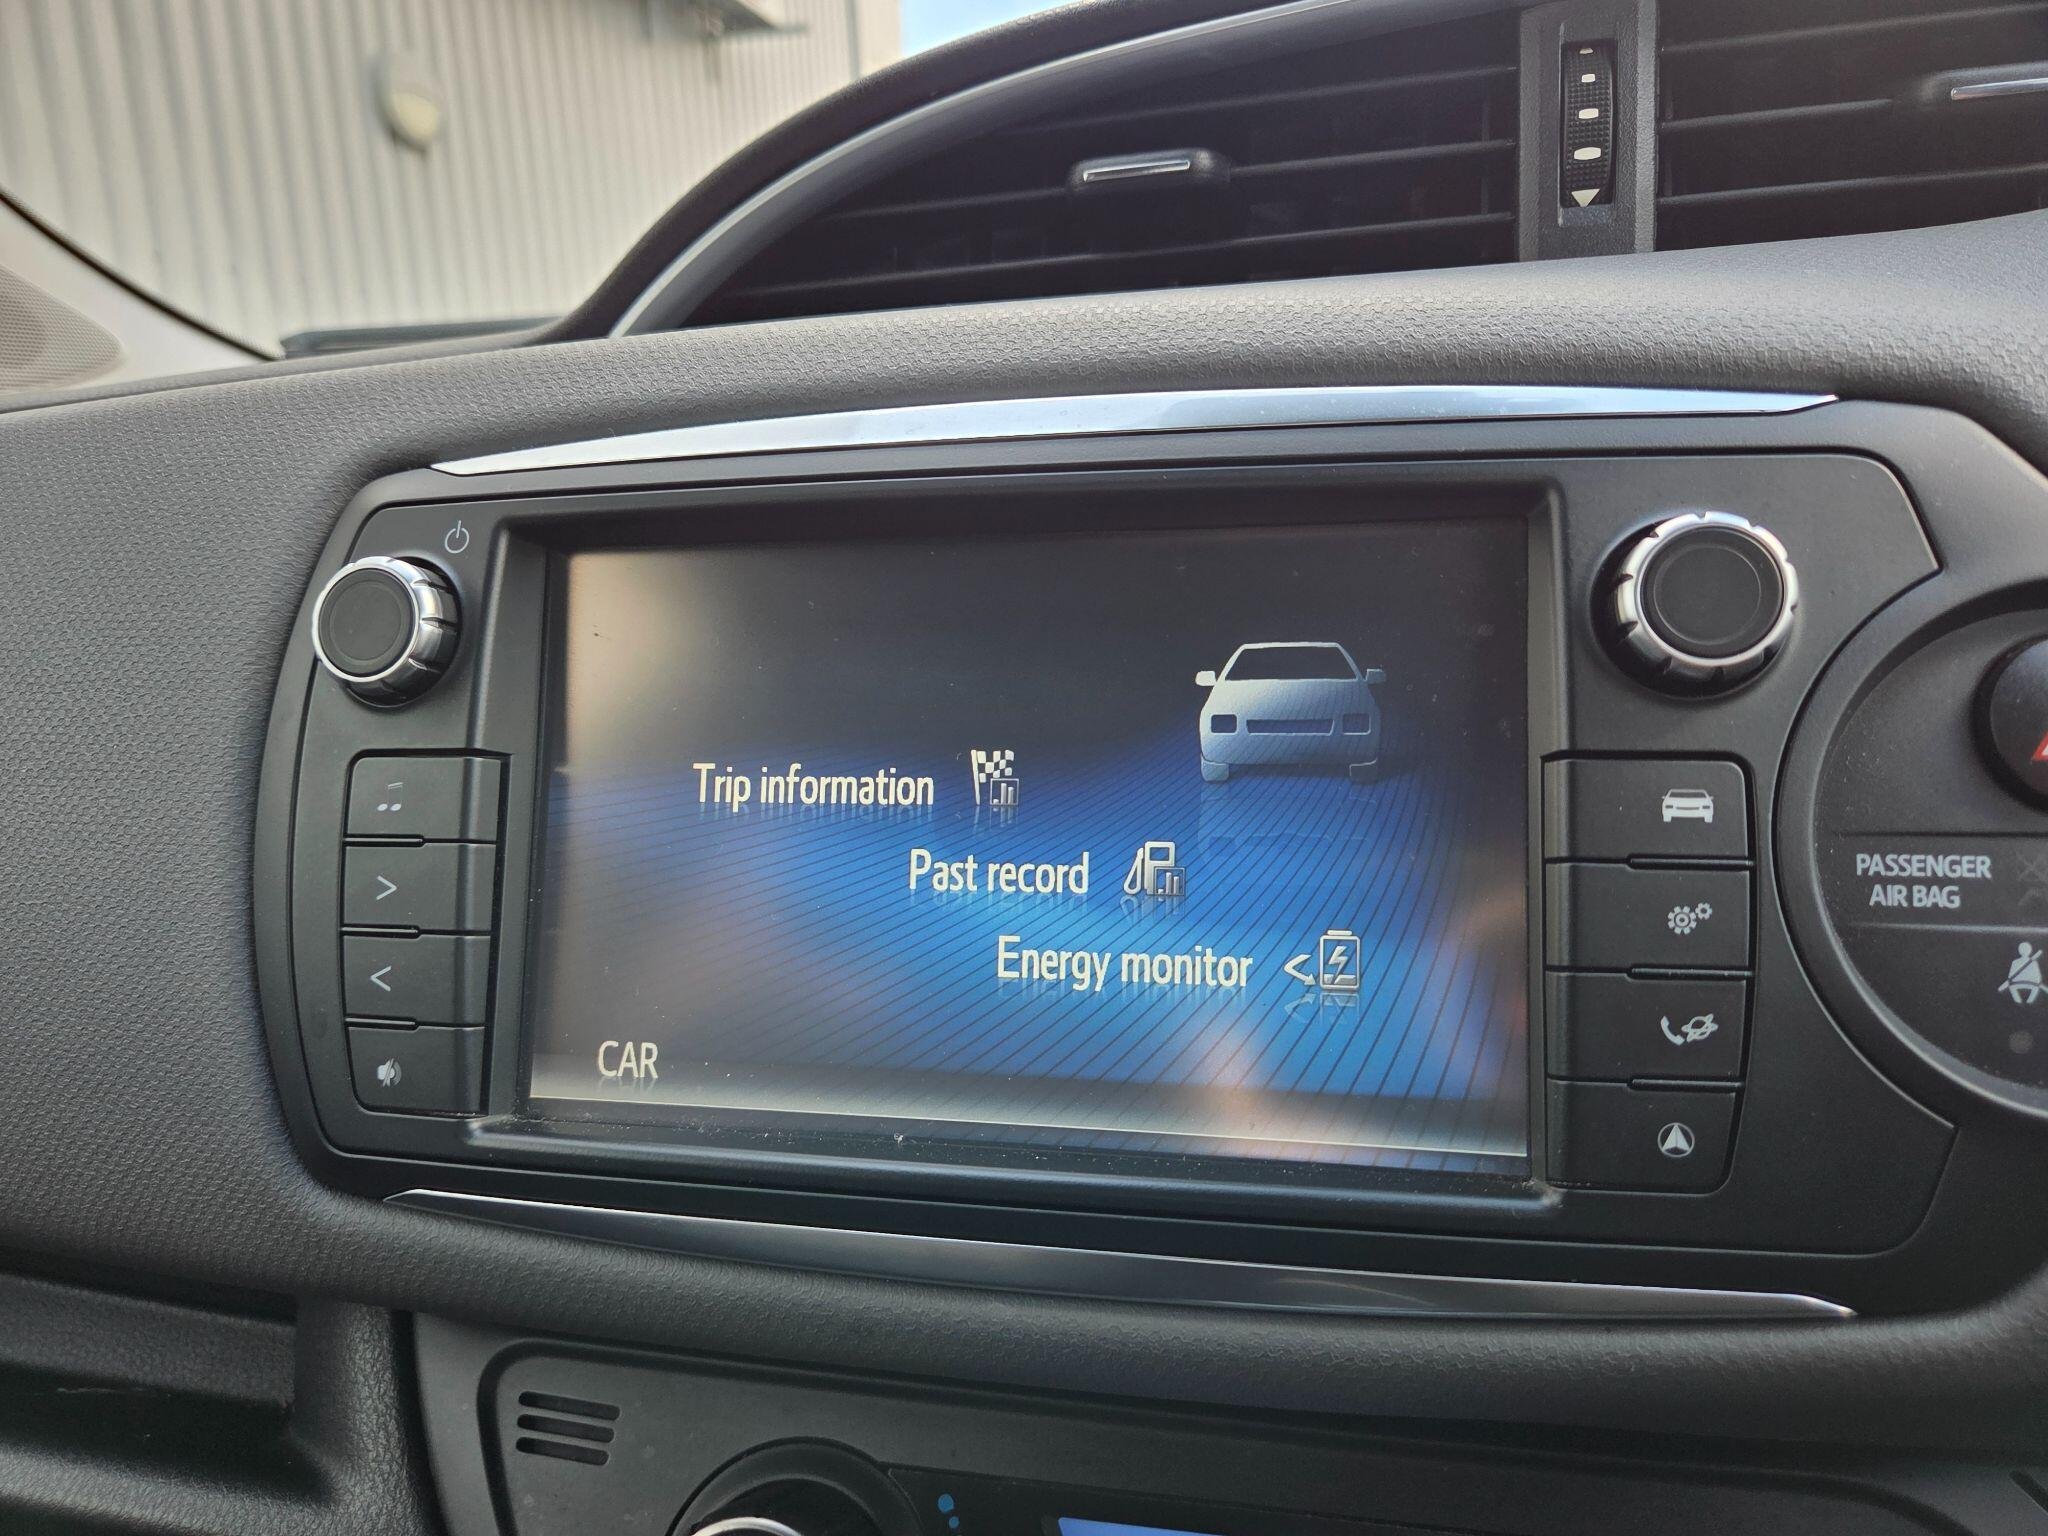 Trip information
Past record
Energy monitor
CAR
PASSENGER
AIR BAG